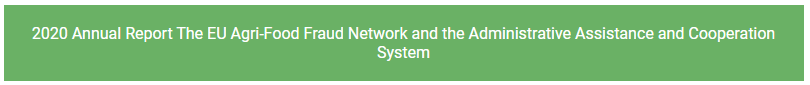 2020 Annual Report The EU Agri-Food Fraud Network and the Administrative Assistance and Cooperation
System